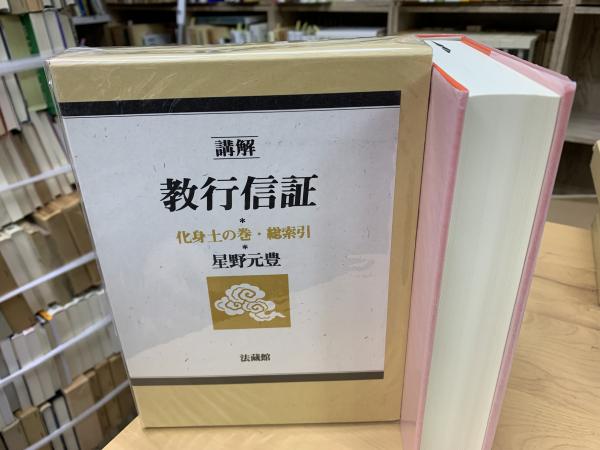 講解
教行信証
*
化身土の巻・総索引
*
星野元豊
法蔵館